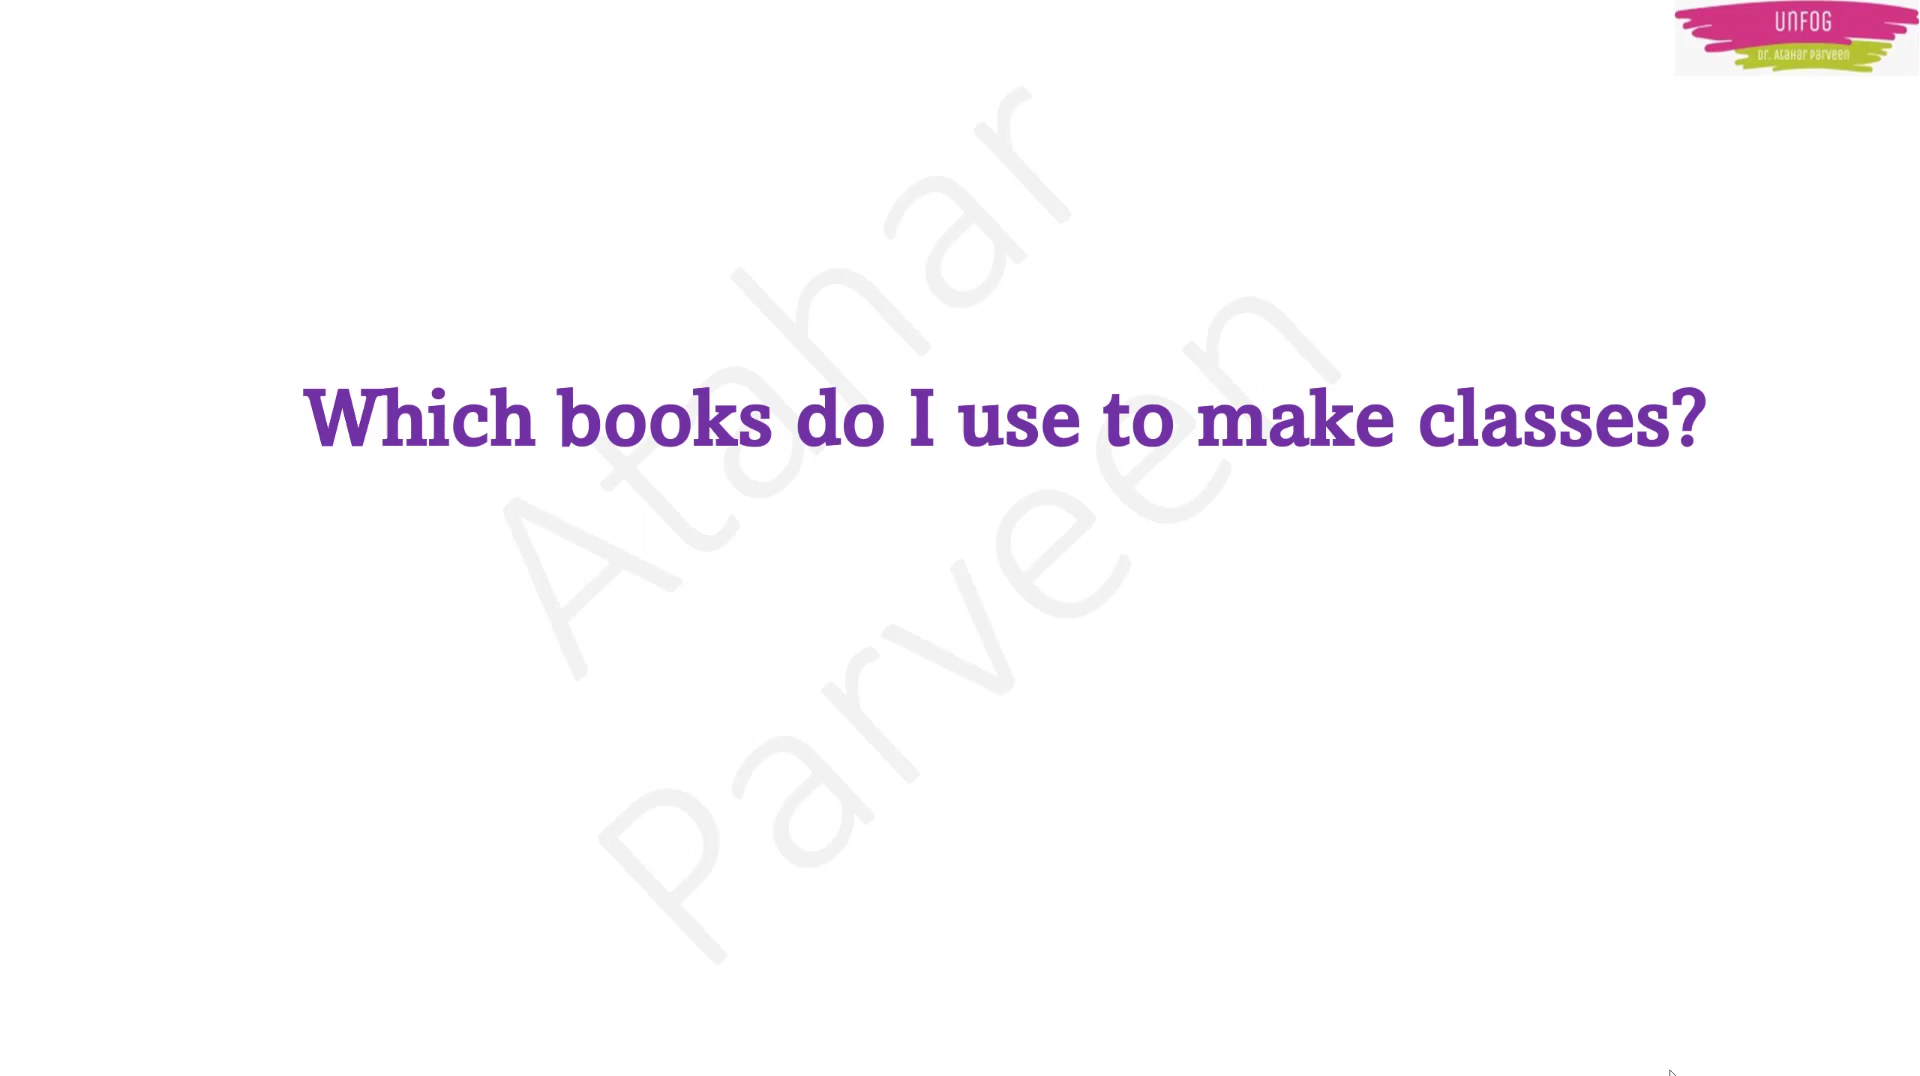 UNFOG
Dr. Atahar Parveen
Which books do I use to make classes?
Atahar
Parveen